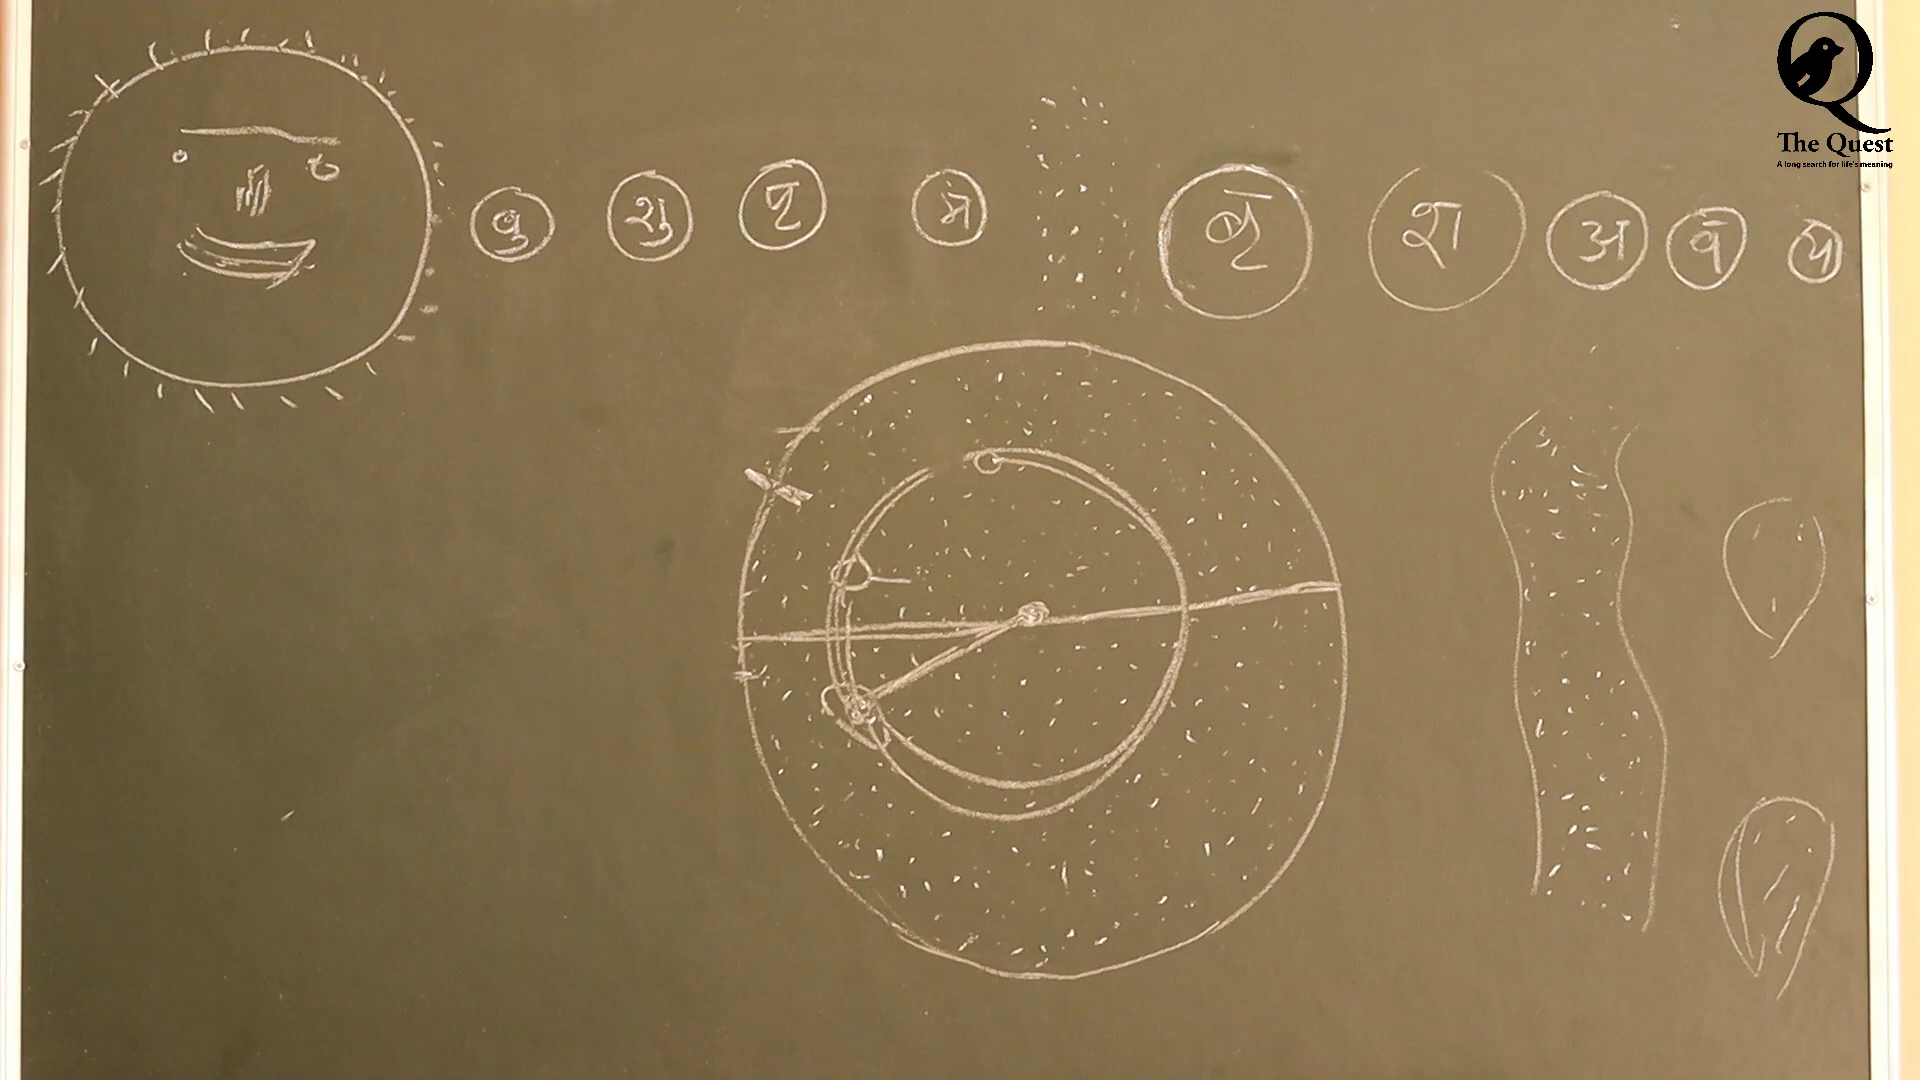 The Quest
A long search for life's meaning
बु शु पृ मं बृ श अ व प्